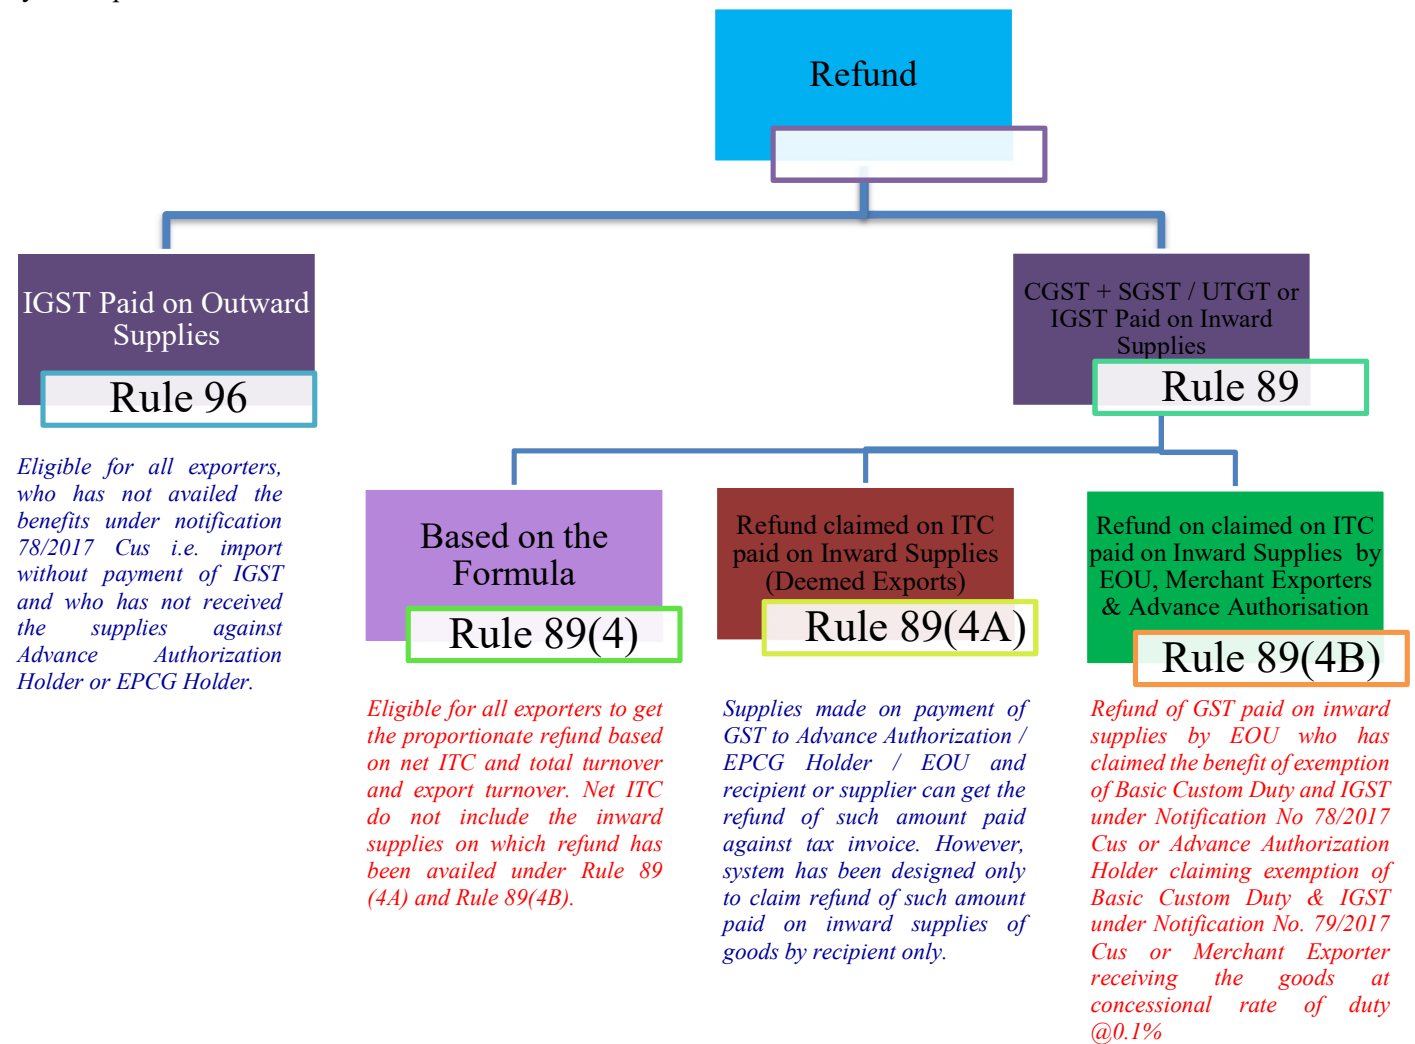 Refund
IGST Paid on Outward
Supplies
Rule 96
CGST + SGST / UTGT or
IGST Paid on Inward
Supplies
Rule 89
Eligible for all exporters,
who has not availed the
benefits under notification
78/2017 Cus i.e. import
without payment of IGST
and who has not received
the supplies against
Advance Authorization
Holder or EPCG Holder.
Based on the
Formula
Rule 89(4)
Refund claimed on ITC
paid on Inward Supplies
(Deemed Exports)
Rule 89(4A)
Refund on claimed on ITC
paid on Inward Supplies by
EOU, Merchant Exporters
& Advance Authorisation
Rule 89(4B)
Eligible for all exporters to get
the proportionate refund based
on net ITC and total turnover
and export turnover. Net ITC
do not include the inward
supplies on which refund has
been availed under Rule 89
(4A) and Rule 89(4B).
Supplies made on payment of
GST to Advance Authorization /
EPCG Holder / EOU and
recipient or supplier can get the
refund of such amount paid
against tax invoice. However,
system has been designed only
to claim refund of such amount
paid on inward supplies of
goods by recipient only.
Refund of GST paid on inward
supplies by EOU who has
claimed the benefit of exemption
of Basic Custom Duty and IGST
under Notification No 78/2017
Cus or Advance Authorization
Holder claiming exemption of
Basic Custom Duty & IGST
under Notification No. 79/2017
Cus or Merchant Exporter
receiving the goods at
concessional rate of duty
@0.1%